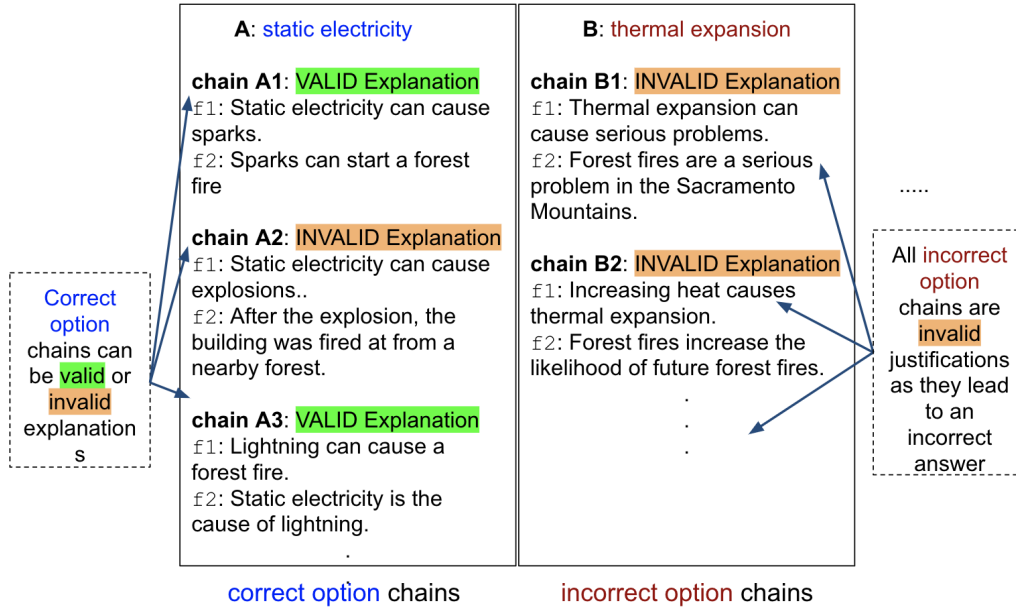 A: static electricity
chain A1: VALID Explanation
f1: Static electricity can cause
sparks.
f2: Sparks can start a forest
fire
chain A2: INVALID Explanation
f1: Static electricity can cause
explosions..
f2: After the explosion, the
building was fired at from a
nearby forest.
chain A3: VALID Explanation
f1: Lightning can cause a
forest fire.
f2: Static electricity is the
cause of lightning.
.
B: thermal expansion
chain B1: INVALID Explanation
f1: Thermal expansion can
cause serious problems.
f2: Forest fires are a serious
problem in the Sacramento
Mountains.
chain B2: INVALID Explanation
f1: Increasing heat causes
thermal expansion.
f2: Forest fires increase the
likelihood of future forest fires.
.
.
.
Correct
option
chains can
be valid or
invalid
explanation
s
.....
All incorrect
option
chains are
invalid
justifications
as they lead
to an
incorrect
answer
correct option chains
incorrect option chains